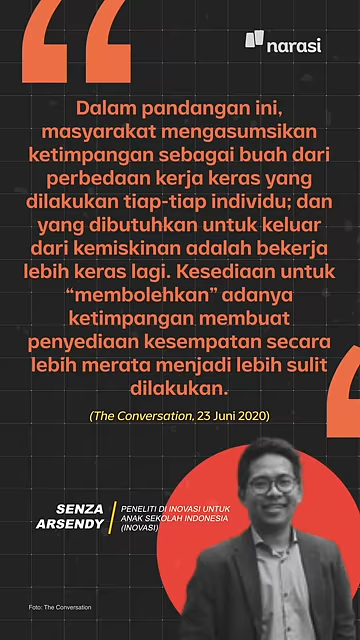 narasi
Dalam pandangan ini,
masyarakat mengasumsikan
ketimpangan sebagai buah dari
perbedaan kerja keras yang
dilakukan tiap-tiap individu; dan
yang dibutuhkan untuk keluar
dari kemiskinan adalah bekerja
lebih keras lagi. Kesediaan untuk
“membolehkan” adanya
ketimpangan membuat
penyediaan kesempatan secara
lebih merata menjadi lebih sulit
dilakukan.
(The Conversation, 23 Juni 2020)
SENZA
ARSENDY
PENELITI DI INOVASI UNTUK
ANAK SEKOLAH INDONESIA
(INOVASI)
Foto: The Conversation